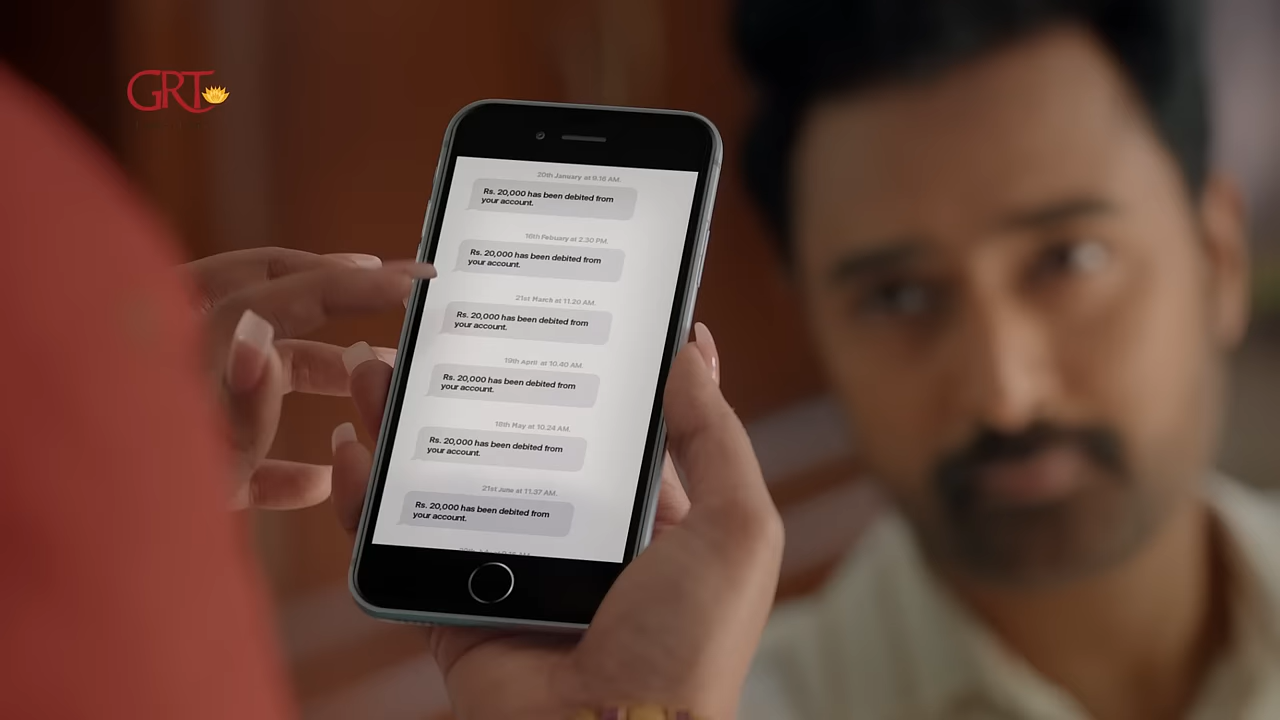 GRT
20th January at 11.16 AM.
Rs. 20,000 has been debited from
your account.
16th Febuary at 2.30 PM.
Rs. 20,000 has been debited from
your account.
21st March at 11.20 AM.
Rs. 20,000 has been debited from
your account.
19th April at 10.40 AM.
Rs. 20,000 has been debited from
your account.
18th May at 10.24 AM.
Rs. 20,000 has been debited from
your account.
21st June at 11.37 AM.
Rs. 20,000 has been debited from
your account.